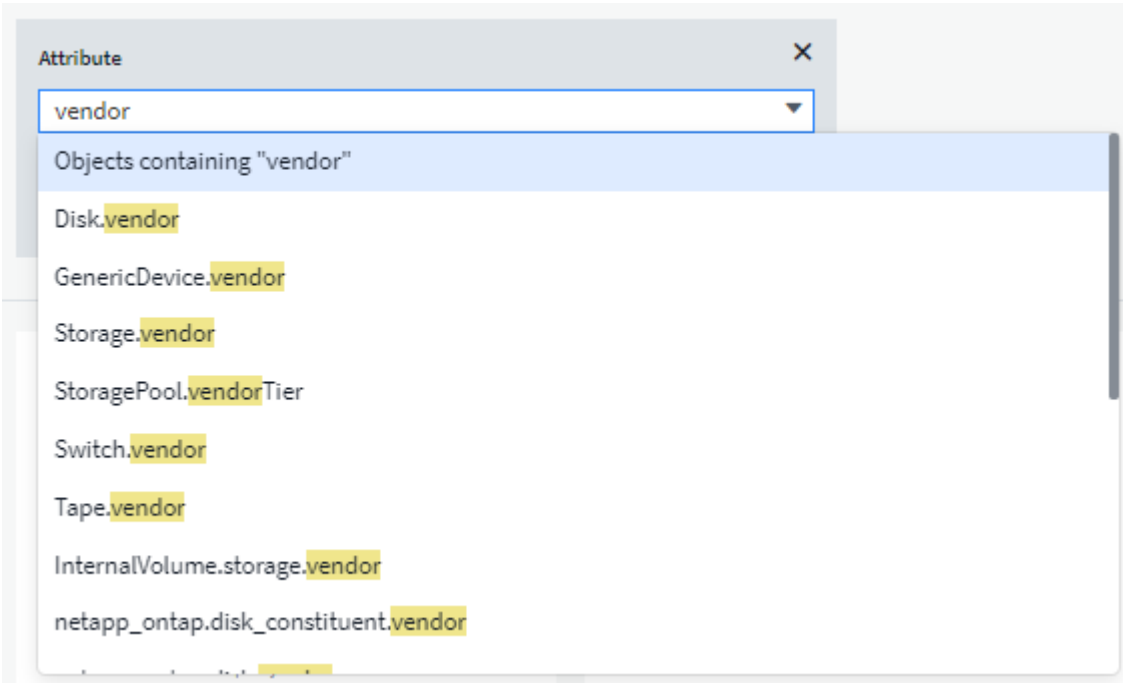 Attribute
vendor
Objects containing "vendor"
Disk.vendor
GenericDevice.vendor
Storage.vendor
StoragePool.vendorTier
Switch.vendor
Tape.vendor
InternalVolume.storage.vendor
netapp_ontap.disk_constituent.vendor